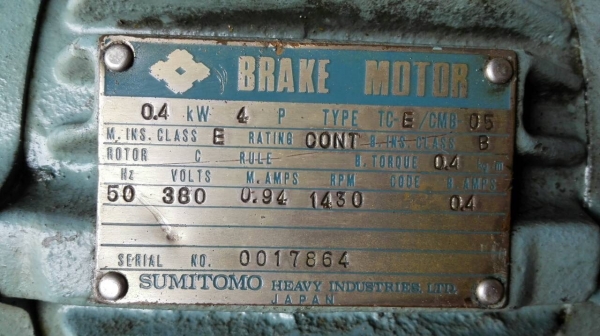 BRAKE MOTOR
0.4 kW 4 P TYPE TC-E/CMB-05
M. INS. CLASS E RATING CONT B. INS. CLASS B
ROTOR C RULE B. TORQUE 0.4
Hz VOLTS M. AMPS RPM CODE B. AMPS
50 380 0.94 1430 0.4
SERIAL NO. 0017864
SUMITOMO HEAVY INDUSTRIES, LTD.
JAPAN